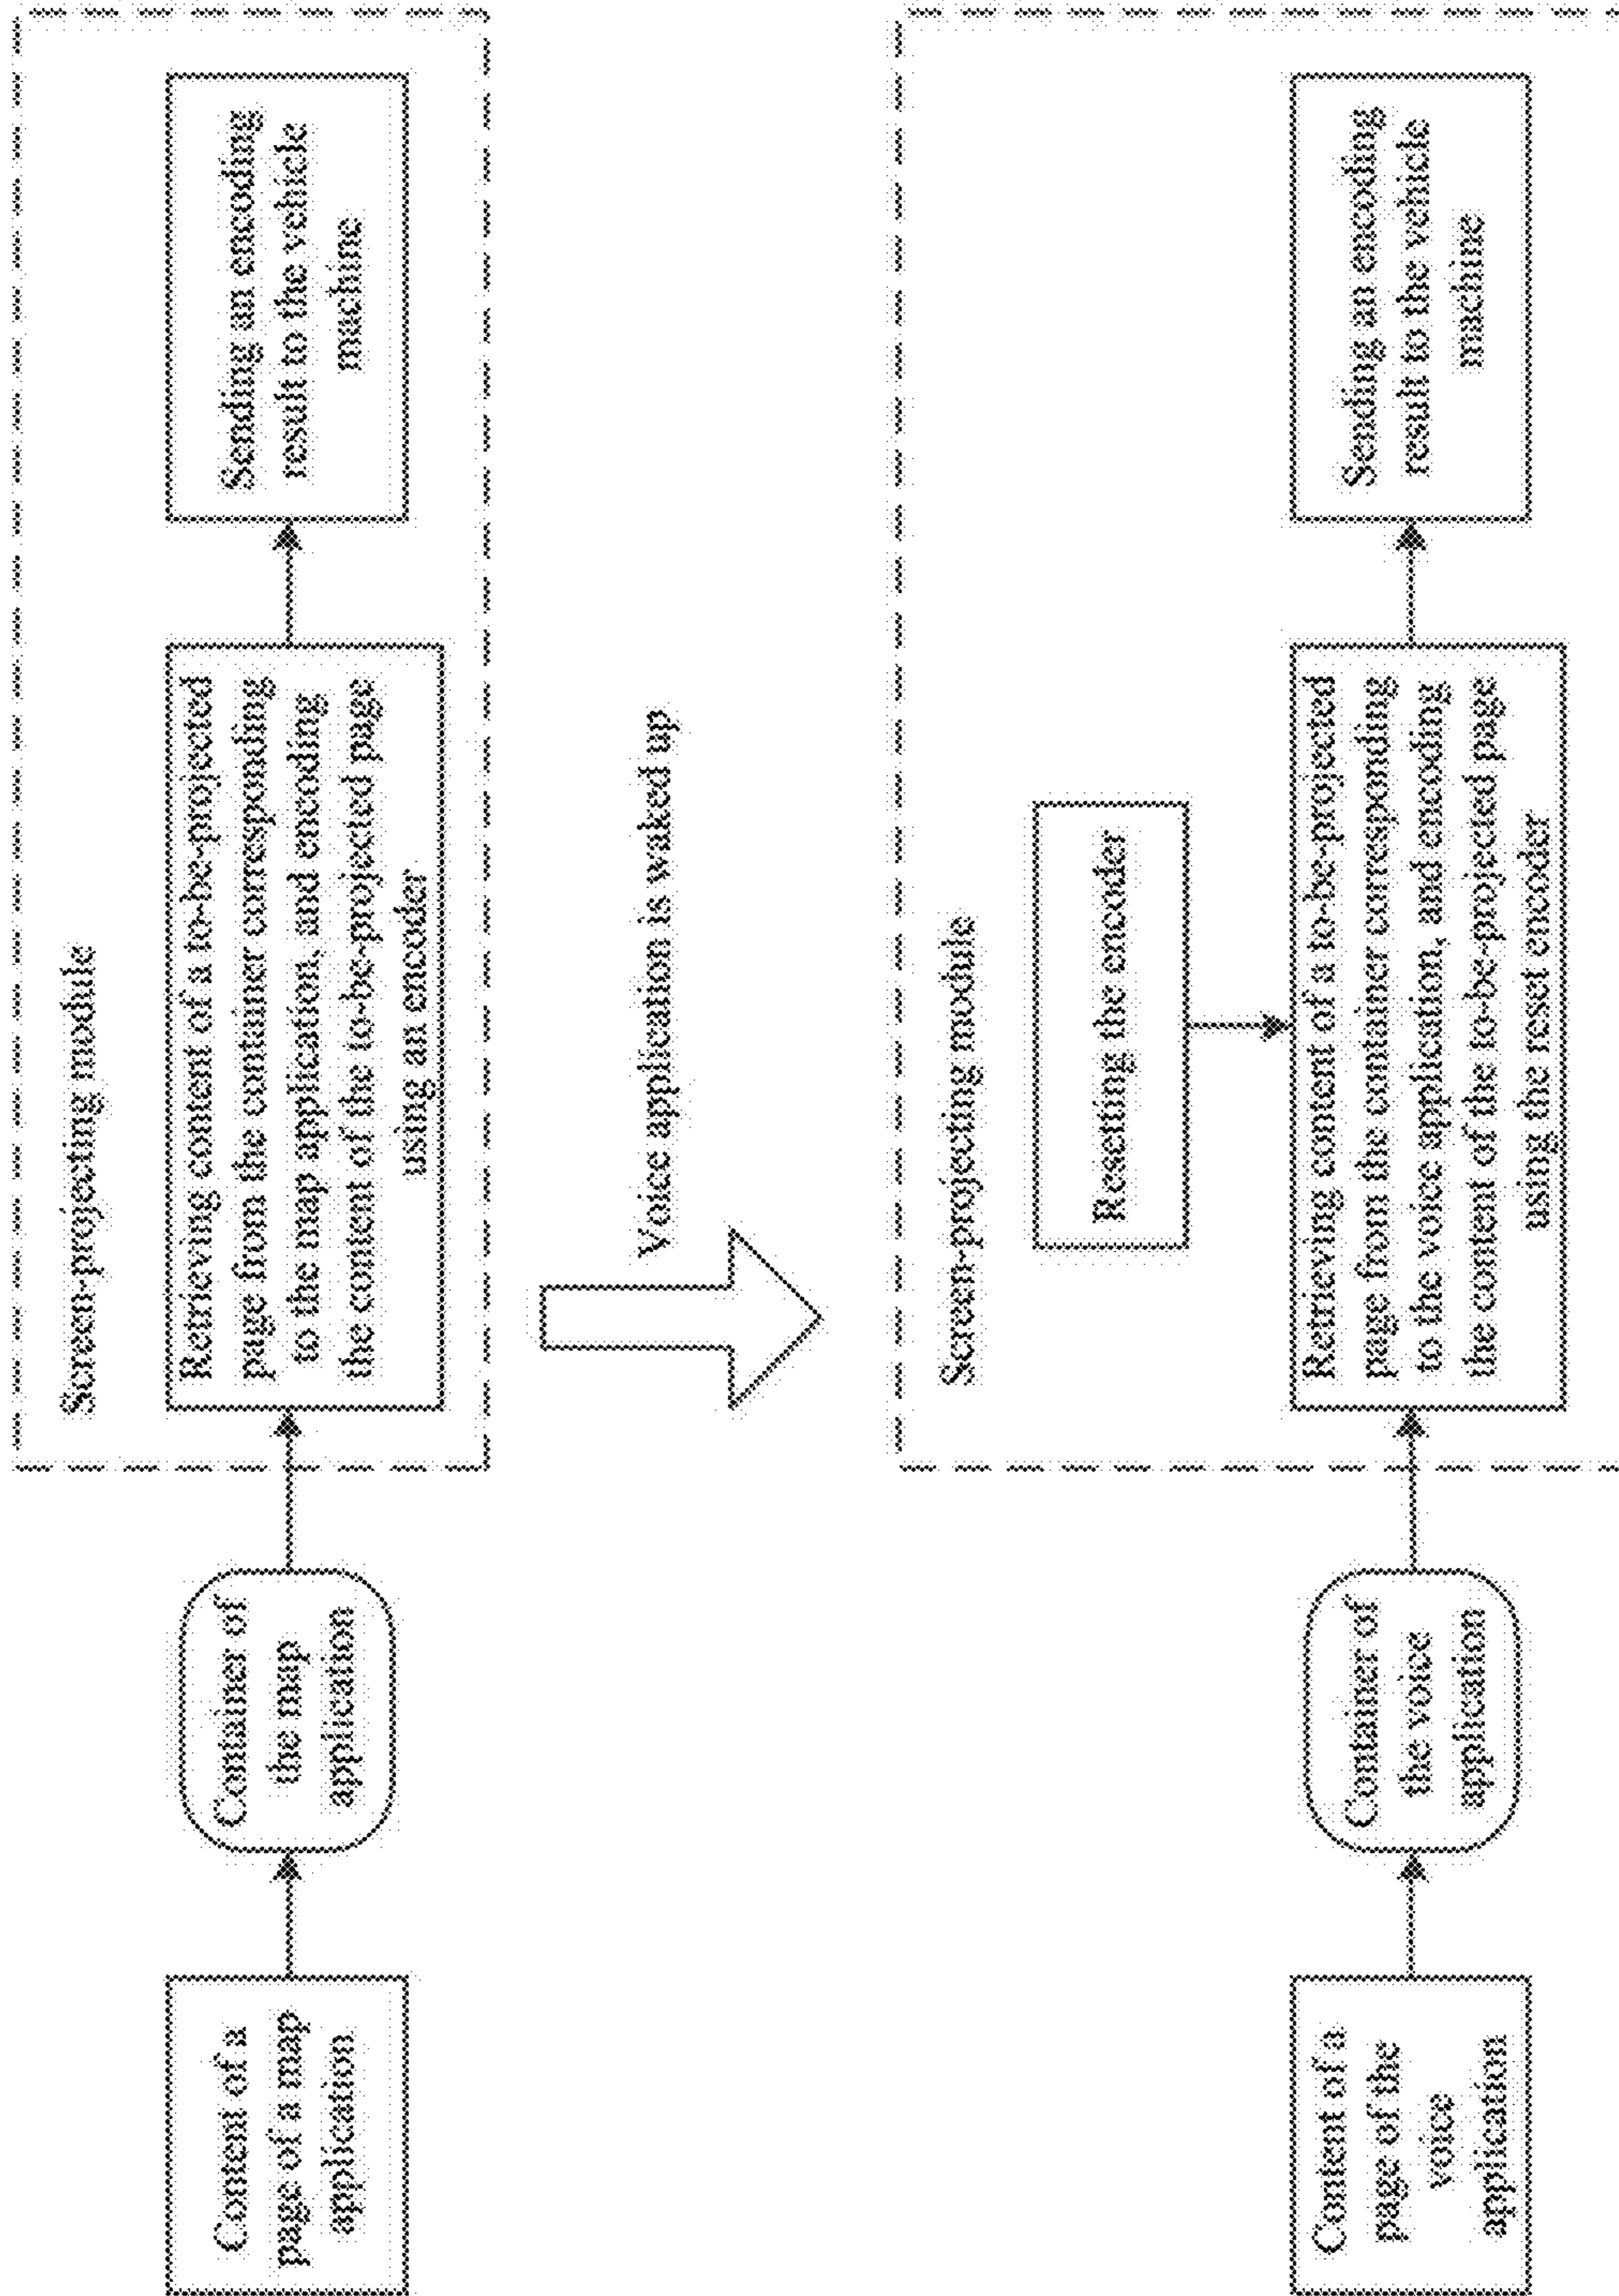 Screen-projecting module
Content of a
page of a map
application
Container of
the map
application
Retrieving content of a to-be-projected
page from the container corresponding
to the map application, and encoding
the content of the to-be-projected page
using an encoder
Sending an encoding
result to the vehicle
machine
Voice application is waked up
Screen-projecting module
Resetting the encoder
Content of a
page of the
voice
application
Container of
the voice
application
Retrieving content of a to-be-projected
page from the container corresponding
to the voice application, and encoding
the content of the to-be-projected page
using the reset encoder
Sending an encoding
result to the vehicle
machine